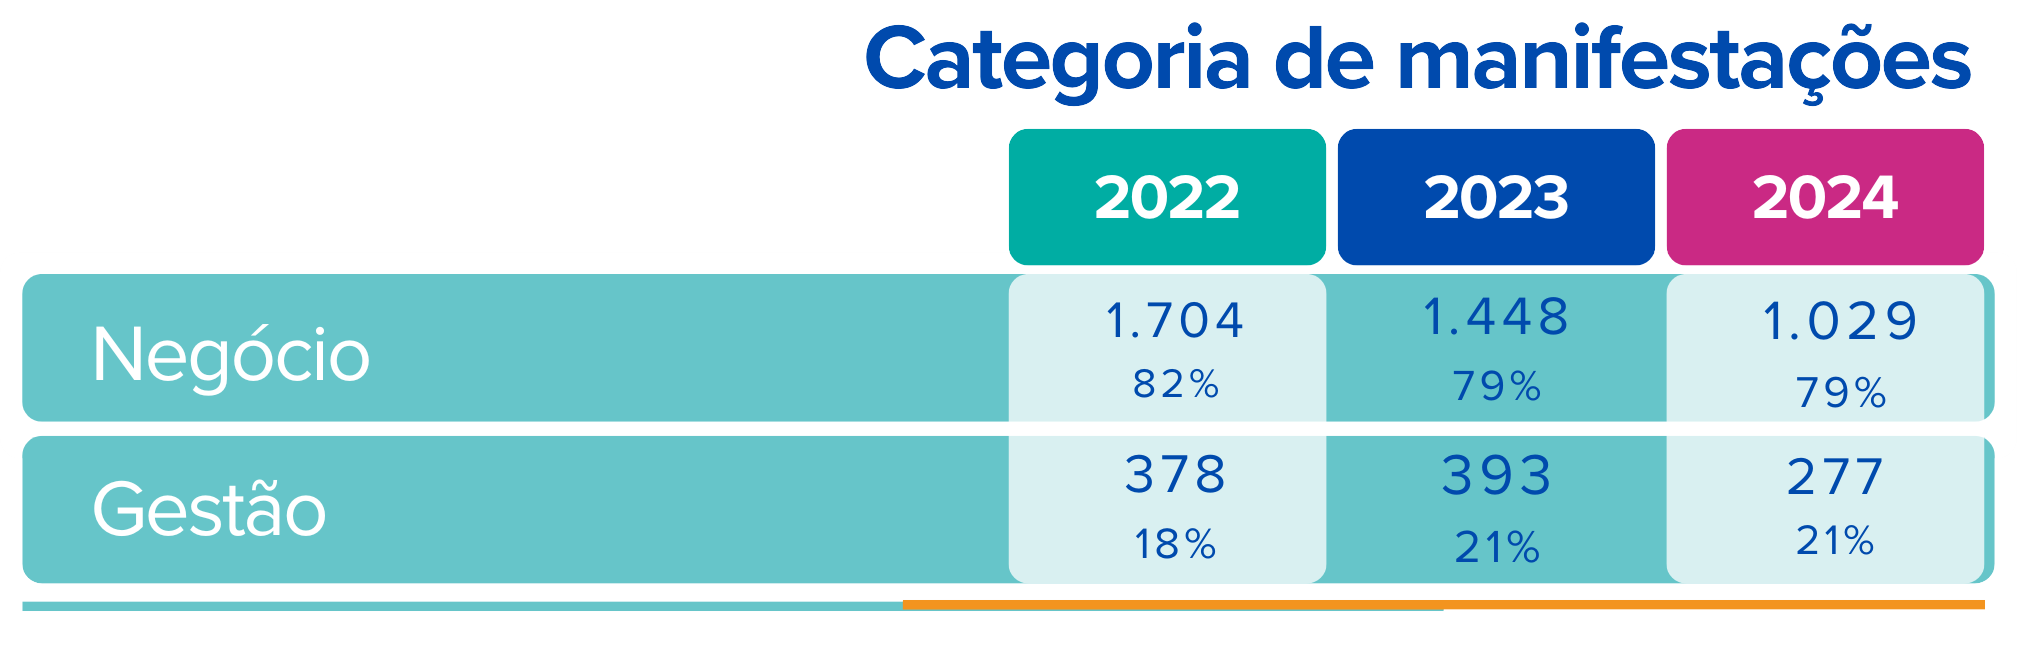 Categoria de manifestações
2022 2023 2024
Negócio 1.704 1.448 1.029
82% 79% 79%
Gestão 378 393 277
18% 21% 21%